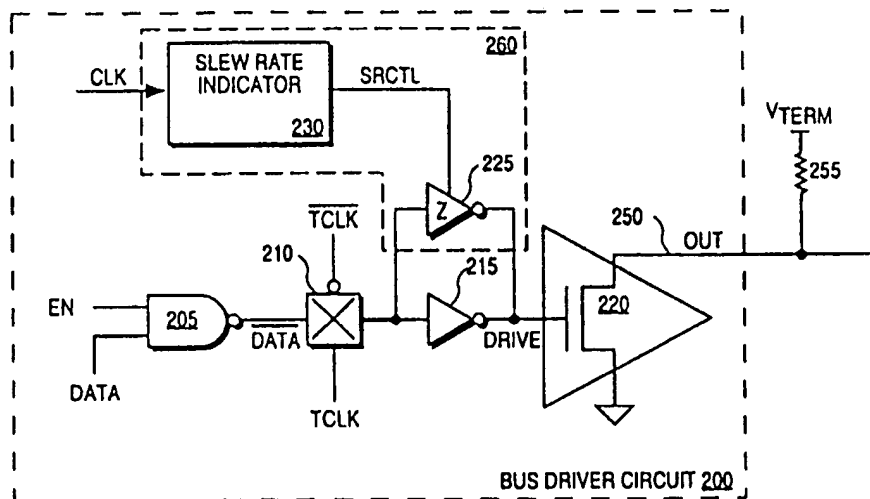 CLK
SLEW RATE
INDICATOR
230
SRCTL
260
VTERM
255
225
Z
TCLK
210
215
250
OUT
EN
205
DATA
220
DRIVE
DATA
TCLK
BUS DRIVER CIRCUIT 200